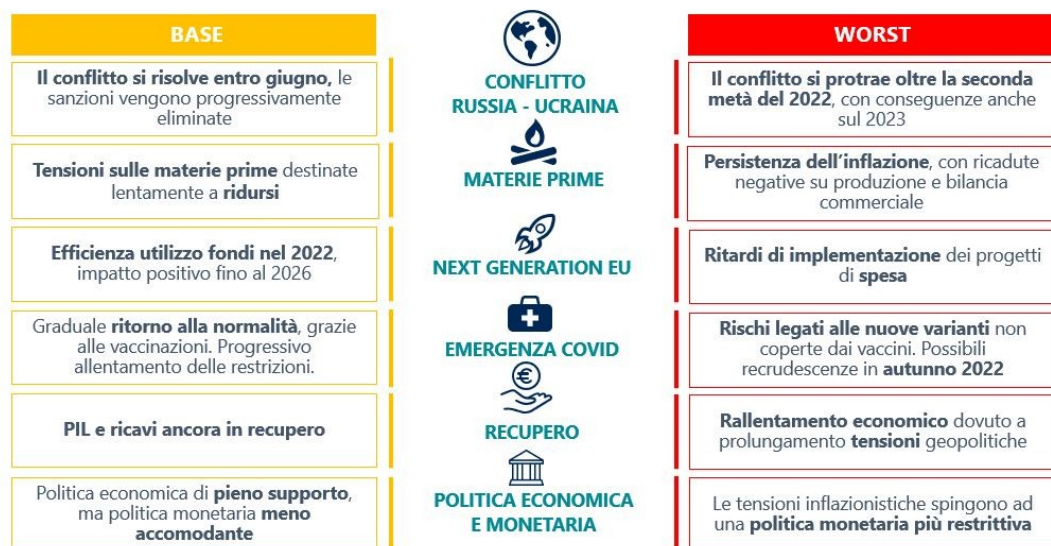 BASE
WORST
CONFLITTO
RUSSIA - UCRAINA
Il conflitto si risolve entro giugno, le
sanzioni vengono progressivamente
eliminate
Il conflitto si protrae oltre la seconda
metà del 2022, con conseguenze anche
sul 2023
MATERIE PRIME
Tensioni sulle materie prime destinate
lentamente a ridursi
Persistenza dell'inflazione, con ricadute
negative su produzione e bilancia
commerciale
NEXT GENERATION EU
Efficienza utilizzo fondi nel 2022,
impatto positivo fino al 2026
Ritardi di implementazione dei progetti
di spesa
EMERGENZA COVID
Graduale ritorno alla normalità, grazie
alle vaccinazioni. Progressivo
allentamento delle restrizioni.
Rischi legati alle nuove varianti non
coperte dai vaccini. Possibili
recrudescenze in autunno 2022
€
RECUPERO
PIL e ricavi ancora in recupero
Rallentamento economico dovuto a
prolungamento tensioni geopolitiche
POLITICA ECONOMICA
E MONETARIA
Politica economica di pieno supporto,
ma politica monetaria meno
accomodante
Le tensioni inflazionistiche spingono ad
una politica monetaria più restrittiva